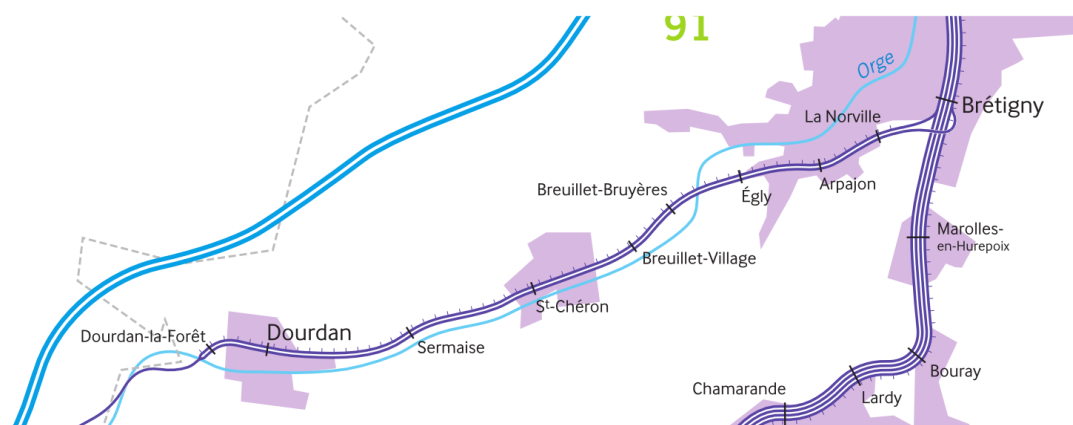 91
Orge
La Norville
Brétigny
Arpajon
Égly
Breuillet-Bruyères
Breuillet-Village
Marolles-
en-Hurepoix
St-Chéron
Dourdan-la-Forêt
Dourdan
Sermaise
Bouray
Lardy
Chamarande